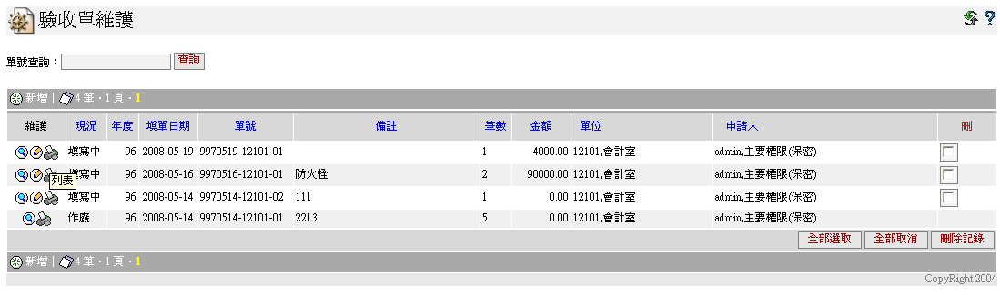 驗收單維護
單號查詢： 查詢
新增 | 4 筆‧1 頁‧1
維護 現況 年度 填單日期 單號 備註 筆數 金額 單位 申請人 刪
填寫中 96 2008-05-19 9970519-12101-01 1 4000.00 12101,會計室 admin,主要權限(保密)
填寫中 96 2008-05-16 9970516-12101-01 防火栓 2 90000.00 12101,會計室 admin,主要權限(保密)
列表
填寫中 96 2008-05-14 9970514-12101-02 111 1 0.00 12101,會計室 admin,主要權限(保密)
作廢 96 2008-05-14 9970514-12101-01 2213 5 0.00 12101,會計室 admin,主要權限(保密)
全部選取 全部取消 刪除記錄
新增 | 4 筆‧1 頁‧1
CopyRight 2004